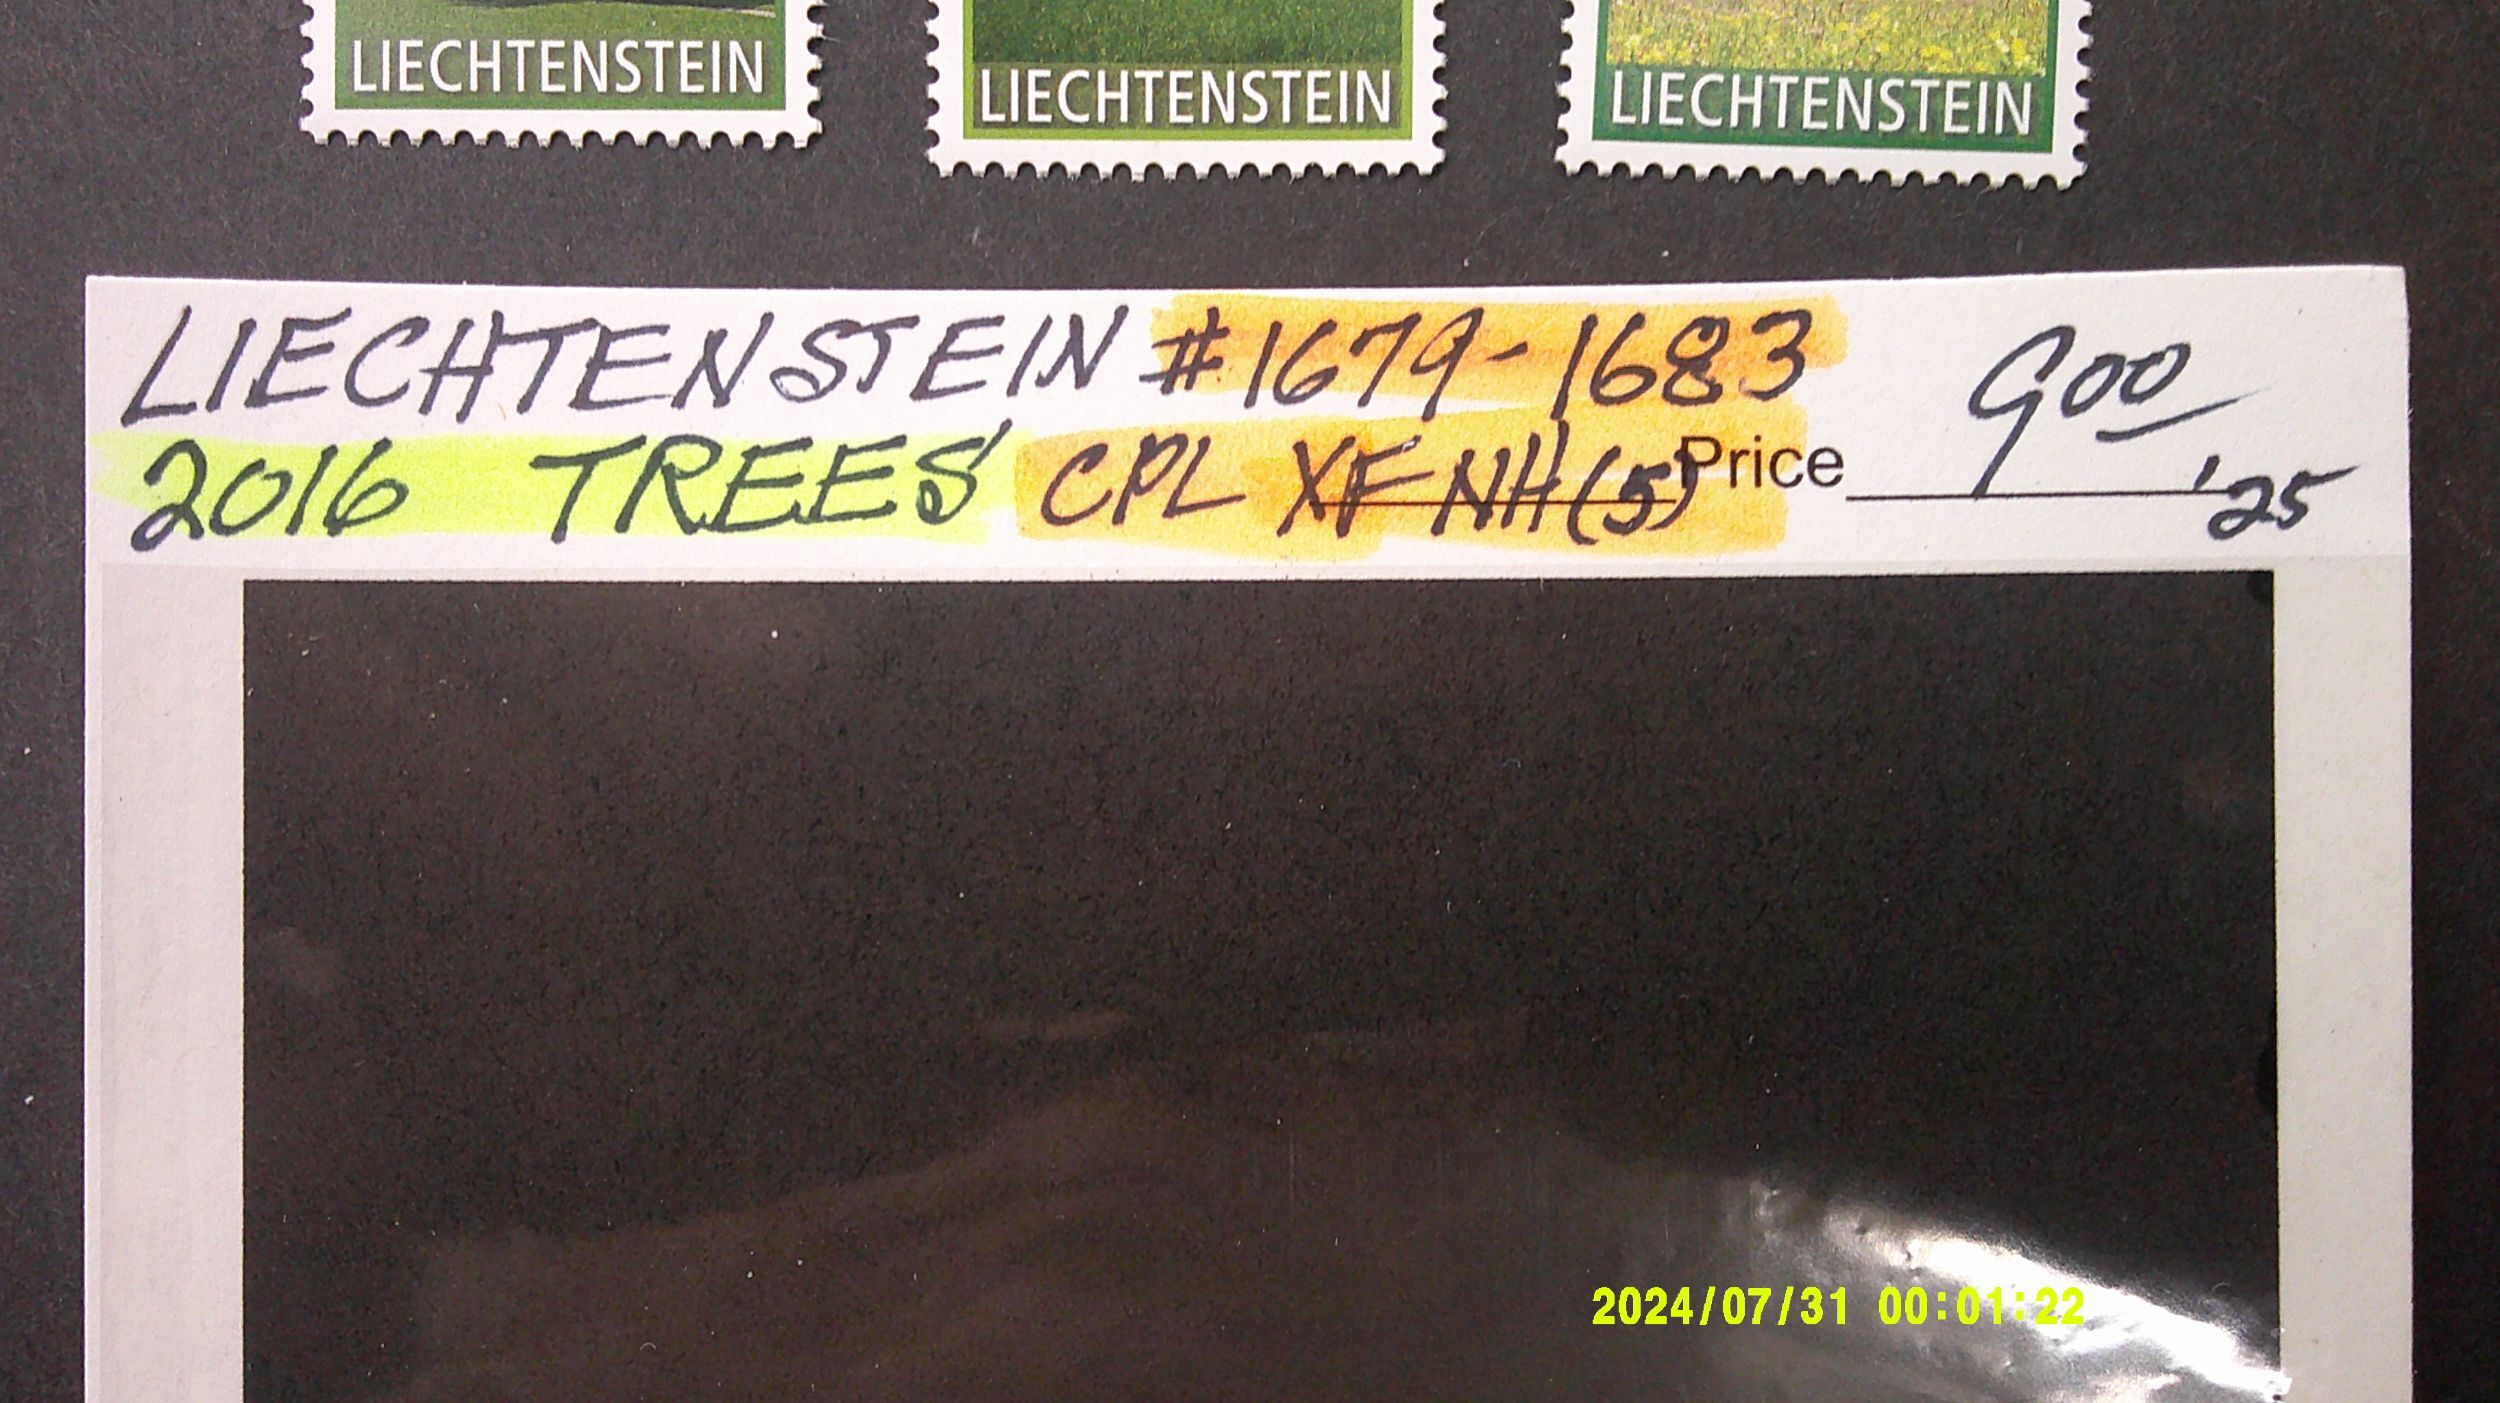 LIECHTENSTEIN
LIECHTENSTEIN
LIECHTENSTEIN
LIECHTENSTEIN #1679-1683 900
2016 TREES CPL XF NH (5) Price '25
2024/07/31 00:01:22